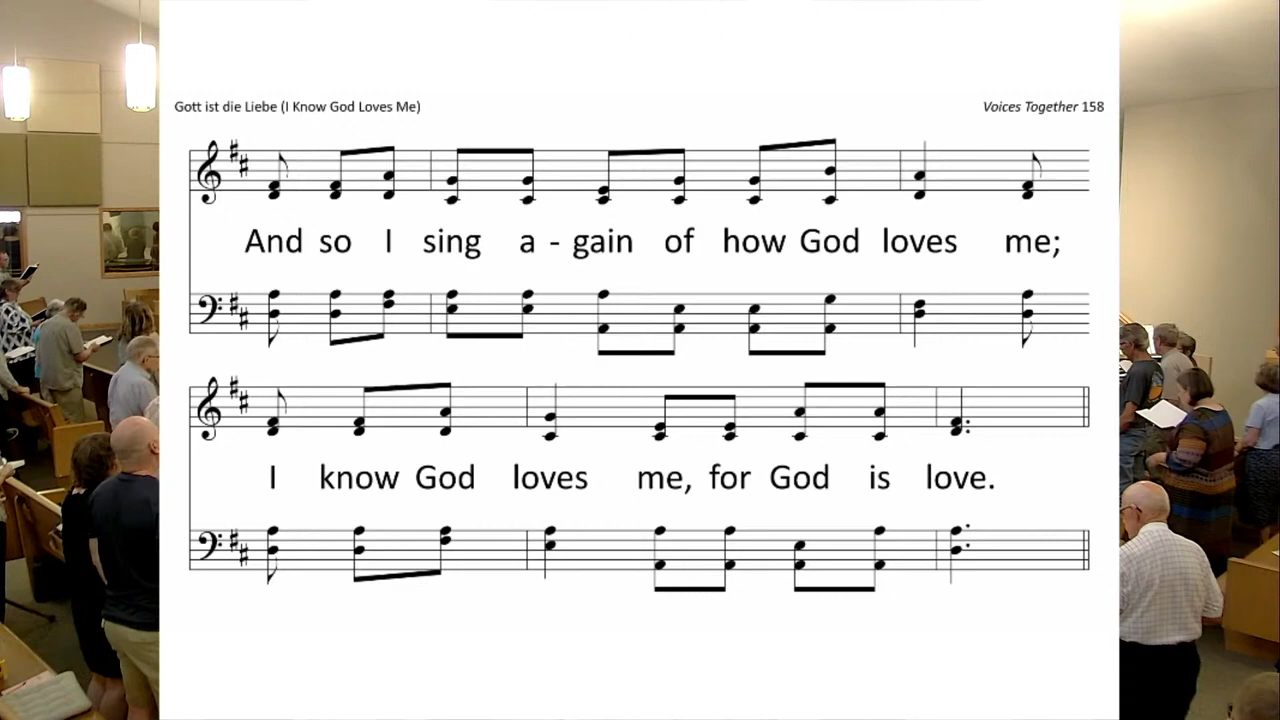 Gott ist die Liebe (I Know God Loves Me) Voices Together 158
And so I sing a - gain of how God loves me;
I know God loves me, for God is love.